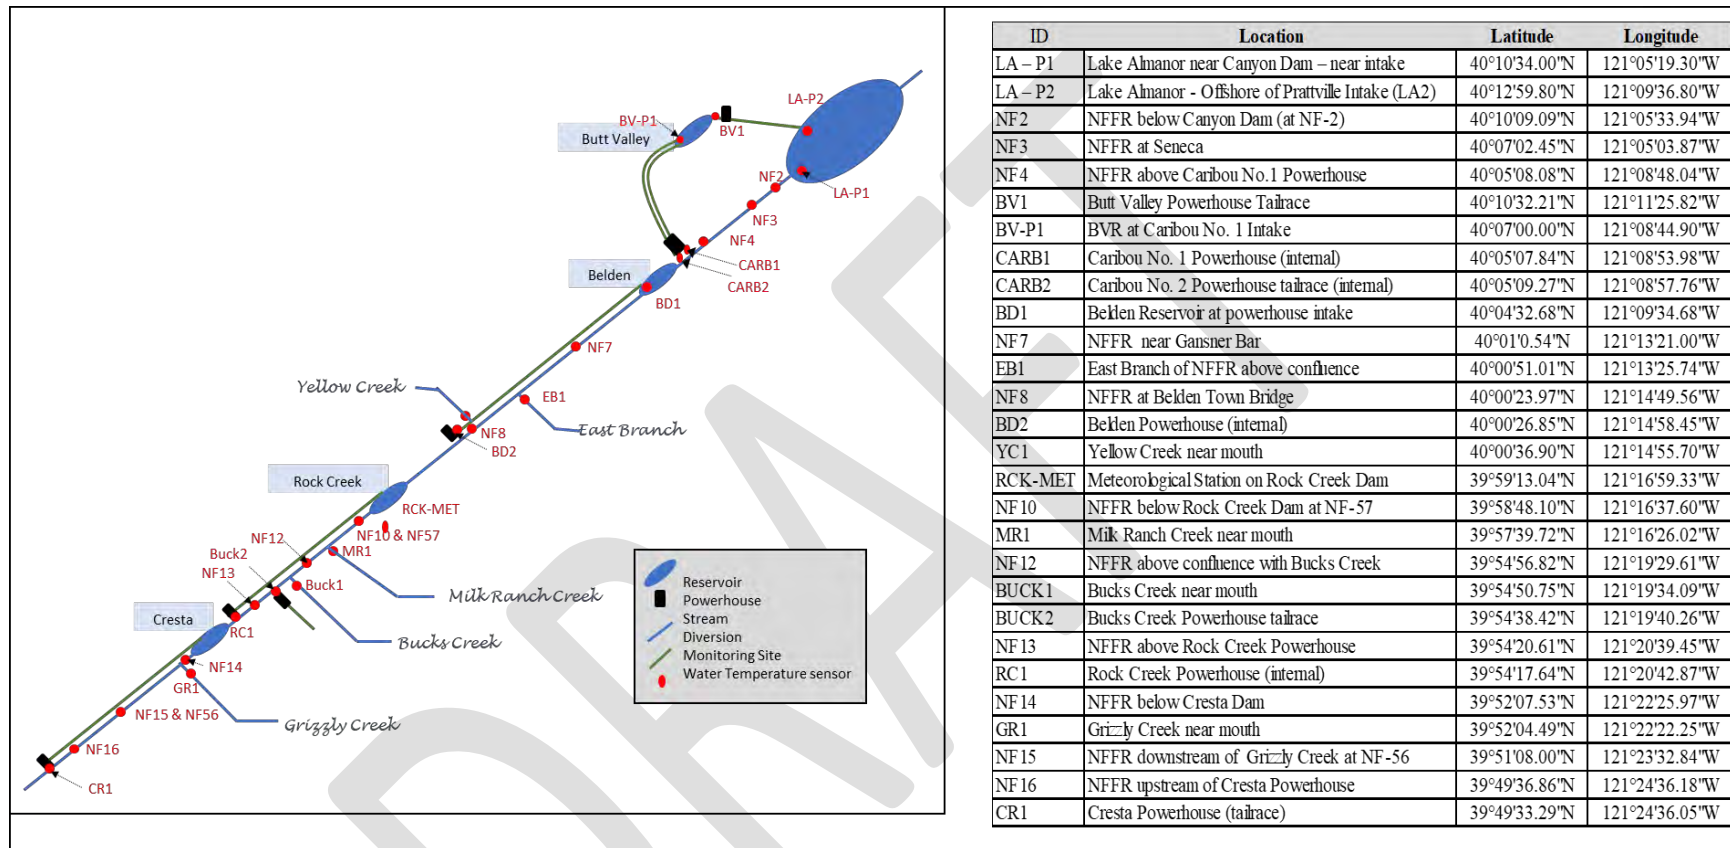 LA-P2
BV-P1
BV1
Butt Valley
NF2
LA-P1
NF3
NF4
CARB1
Belden
CARB2
BD1
NF7
Yellow Creek
EB1
NF8
East Branch
BD2
Rock Creek
RCK-MET
NF12
NF10 & NF57
Buck2
MR1
NF13
Buck1
Milk Ranch Creek
Cresta
RC1
Bucks Creek
NF14
GR1
NF15 & NF56
Grizzly Creek
NF16
CR1
Reservoir
Powerhouse
Stream
Diversion
Monitoring Site
Water Temperature sensor
ID Location Latitude Longitude
LA – P1 Lake Almanor near Canyon Dam – near intake 40°10'34.00"N 121°05'19.30"W
LA – P2 Lake Almanor - Offshore of Prattville Intake (LA2) 40°12'59.80"N 121°09'36.80"W
NF2 NFFR below Canyon Dam (at NF-2) 40°10'09.09"N 121°05'33.94"W
NF3 NFFR at Seneca 40°07'02.45"N 121°05'03.87"W
NF4 NFFR above Caribou No.1 Powerhouse 40°05'08.08"N 121°08'48.04"W
BV1 Butt Valley Powerhouse Tailrace 40°10'32.21"N 121°11'25.82"W
BV-P1 BVR at Caribou No. 1 Intake 40°07'00.00"N 121°08'44.90"W
CARB1 Caribou No. 1 Powerhouse (internal) 40°05'07.84"N 121°08'53.98"W
CARB2 Caribou No. 2 Powerhouse tailrace (internal) 40°05'09.27"N 121°08'57.76"W
BD1 Belden Reservoir at powerhouse intake 40°04'32.68"N 121°09'34.68"W
NF7 NFFR near Gansner Bar 40°01'0.54"N 121°13'21.00"W
EB1 East Branch of NFFR above confluence 40°00'51.01"N 121°13'25.74"W
NF8 NFFR at Belden Town Bridge 40°00'23.97"N 121°14'49.56"W
BD2 Belden Powerhouse (internal) 40°00'26.85"N 121°14'58.45"W
YC1 Yellow Creek near mouth 40°00'36.90"N 121°14'55.70"W
RCK-MET Meteorological Station on Rock Creek Dam 39°59'13.04"N 121°16'59.33"W
NF10 NFFR below Rock Creek Dam at NF-57 39°58'48.10"N 121°16'37.60"W
MR1 Milk Ranch Creek near mouth 39°57'39.72"N 121°16'26.02"W
NF12 NFFR above confluence with Bucks Creek 39°54'56.82"N 121°19'29.61"W
BUCK1 Bucks Creek near mouth 39°54'50.75"N 121°19'34.09"W
BUCK2 Bucks Creek Powerhouse tailrace 39°54'38.42"N 121°19'40.26"W
NF13 NFFR above Rock Creek Powerhouse 39°54'20.61"N 121°20'39.45"W
RC1 Rock Creek Powerhouse (internal) 39°54'17.64"N 121°20'42.87"W
NF14 NFFR below Cresta Dam 39°52'07.53"N 121°22'25.97"W
GR1 Grizzly Creek near mouth 39°52'04.49"N 121°22'22.25"W
NF15 NFFR downstream of Grizzly Creek at NF-56 39°51'08.00"N 121°23'32.84"W
NF16 NFFR upstream of Cresta Powerhouse 39°49'36.86"N 121°24'36.18"W
CR1 Cresta Powerhouse (tailrace) 39°49'33.29"N 121°24'36.05"W
DRAFT